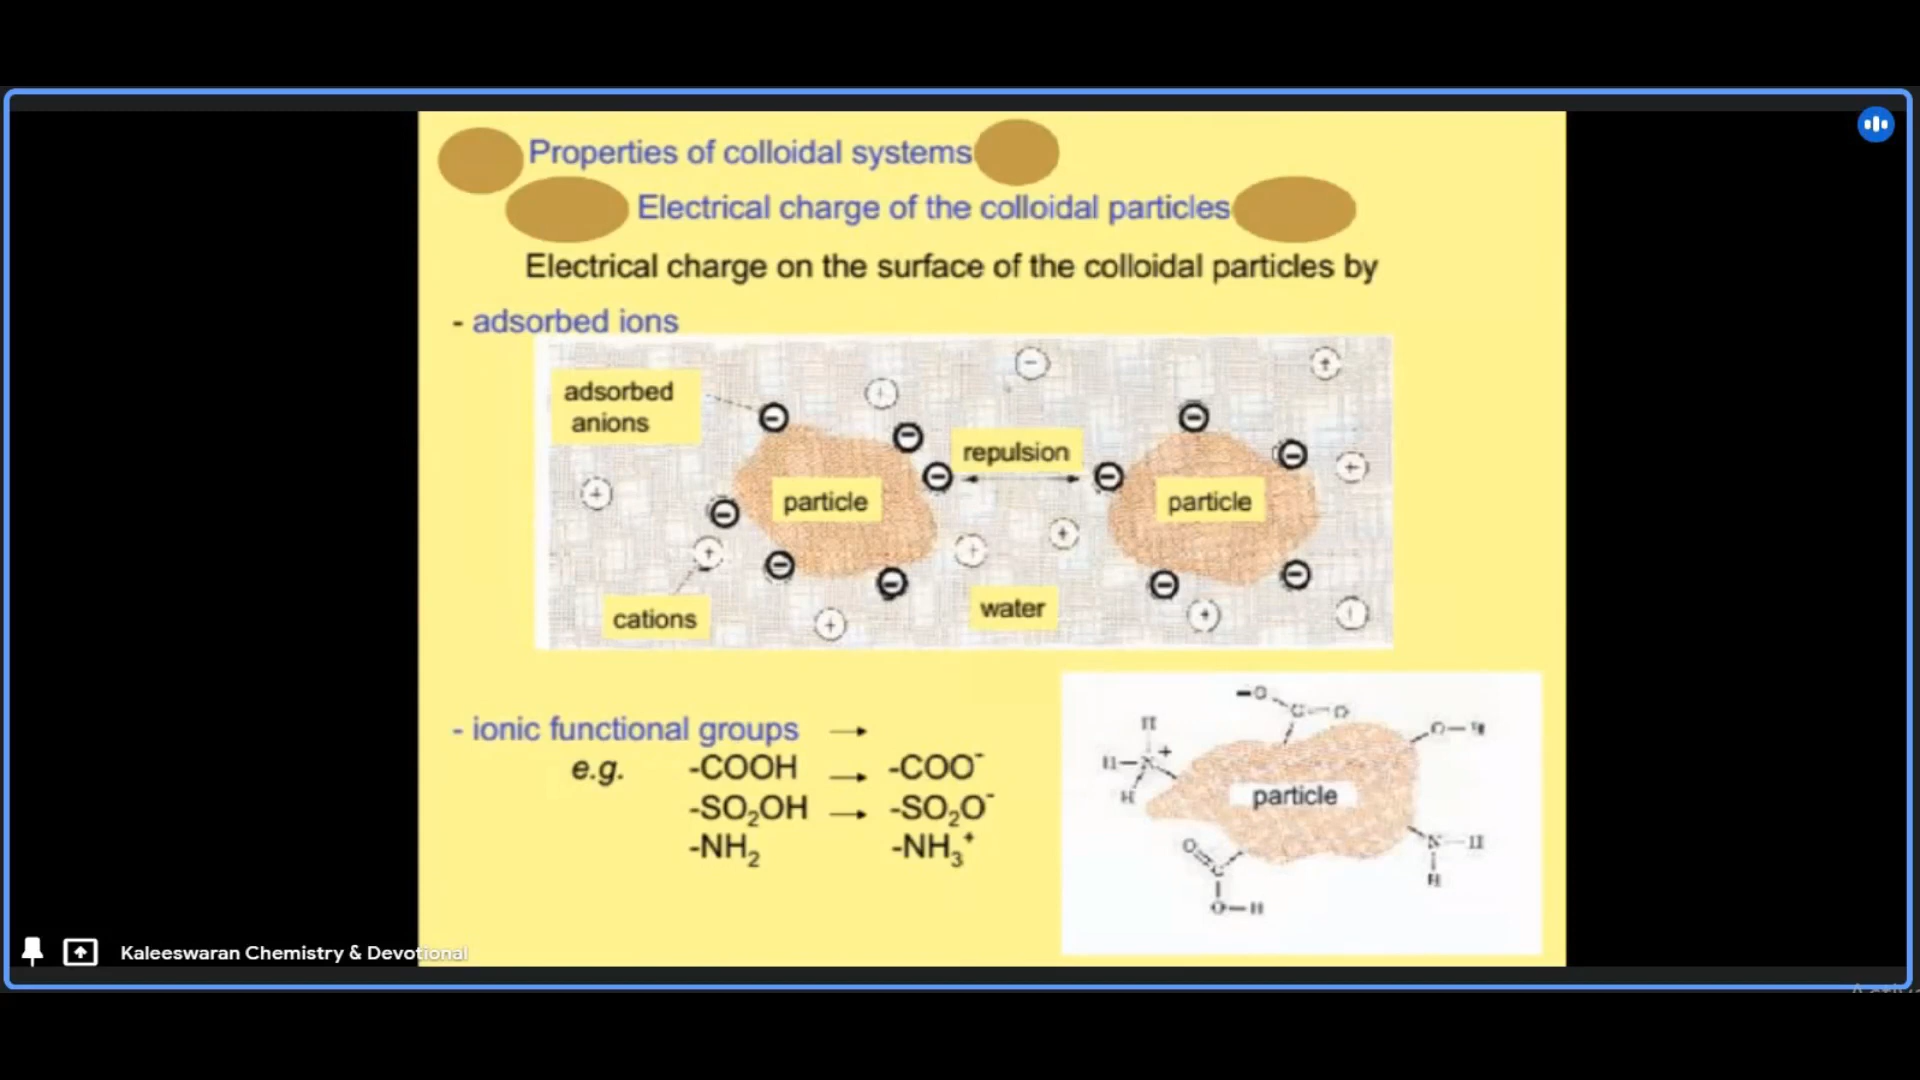 Properties of colloidal systems
Electrical charge of the colloidal particles
Electrical charge on the surface of the colloidal particles by
- adsorbed ions
adsorbed
anions
repulsion
particle
particle
cations
water
- ionic functional groups →
e.g. -COOH → -COO⁻
-SO₂OH → -SO₂O⁻
-NH₂ -NH₃⁺
particle
Kaleeswaran Chemistry & Devotional